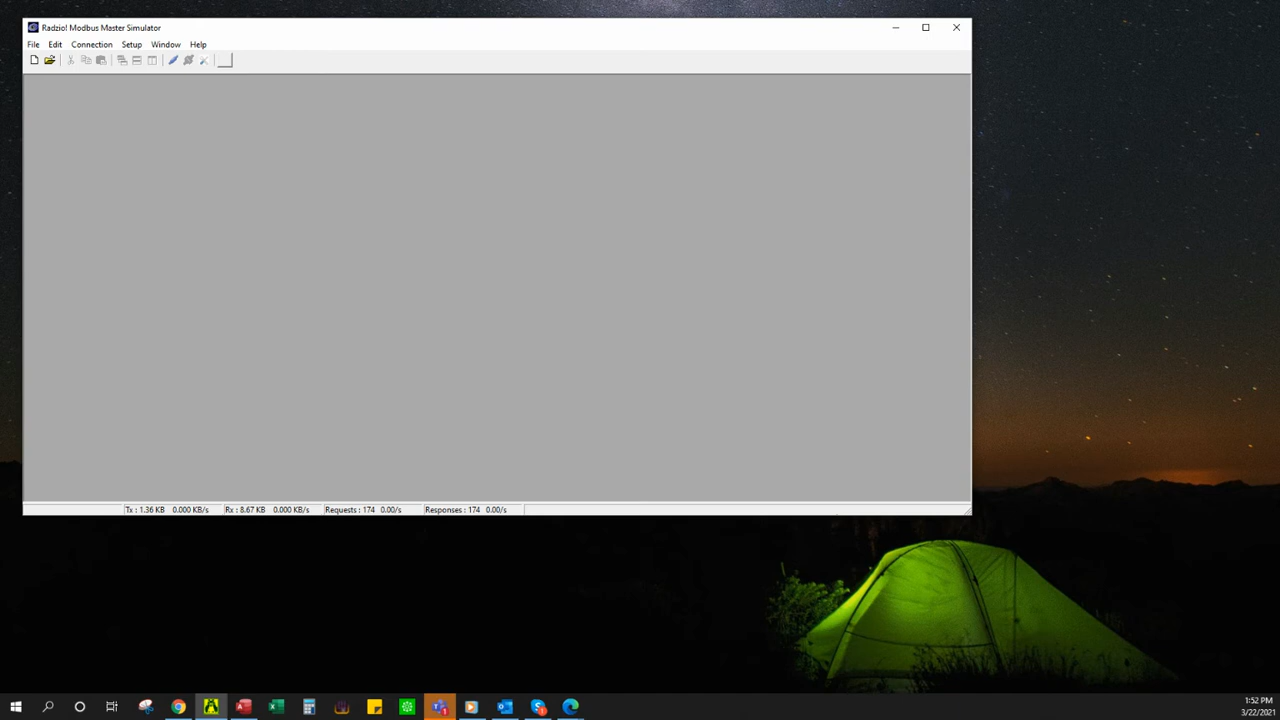 Radzio! Modbus Master Simulator
File Edit Connection Setup Window Help
Tx : 1.36 KB 0.000 KB/s Rx : 8.67 KB 0.000 KB/s Requests : 174 0.00/s Responses : 174 0.00/s
1:52 PM
3/22/2021